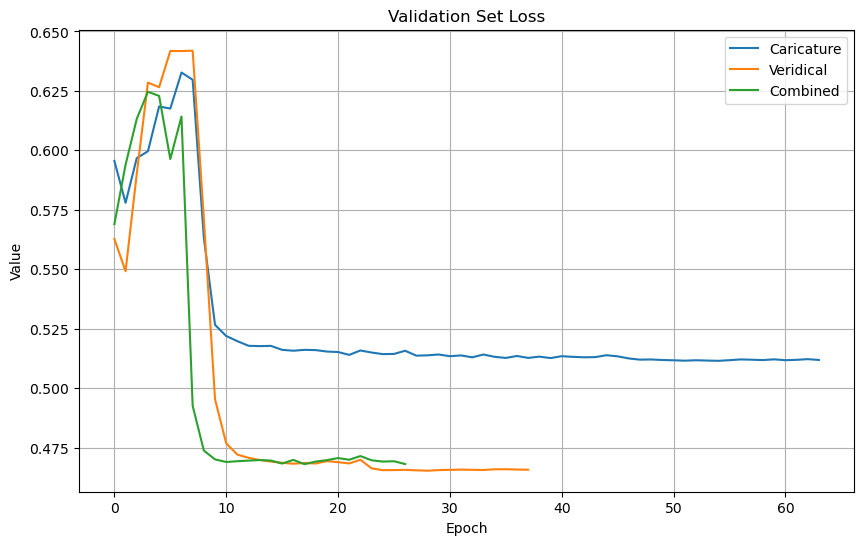 Validation Set Loss
Caricature
Veridical
Combined
Value
0.650
0.625
0.600
0.575
0.550
0.525
0.500
0.475
0 10 20 30 40 50 60
Epoch